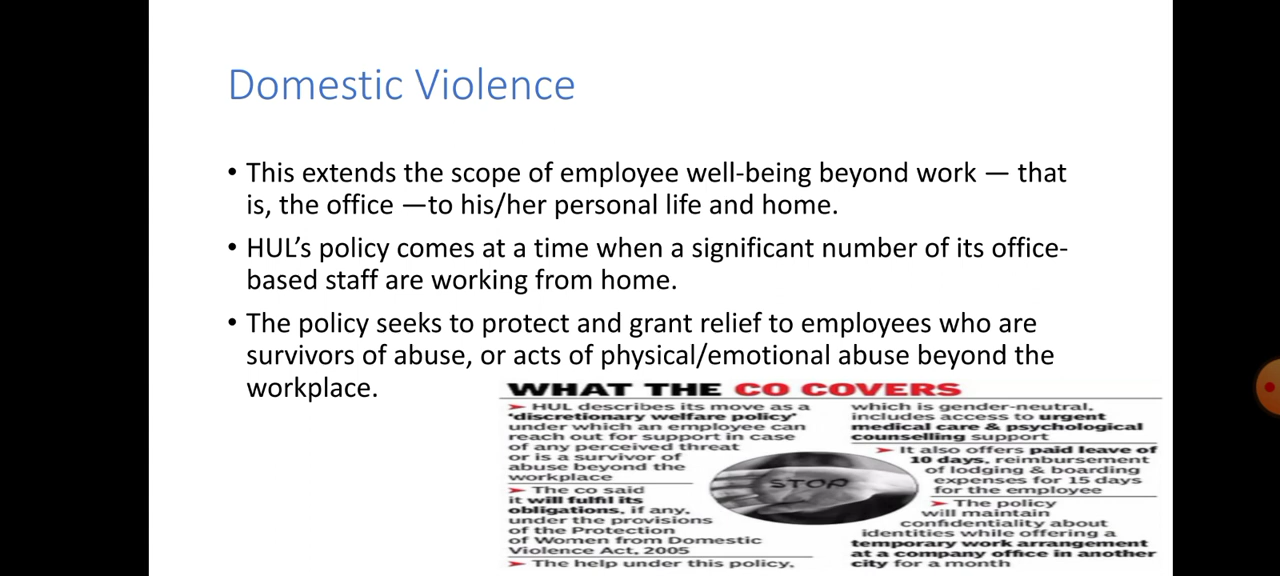 Domestic Violence
• This extends the scope of employee well-being beyond work — that
is, the office —to his/her personal life and home.
• HUL’s policy comes at a time when a significant number of its office-
based staff are working from home.
• The policy seeks to protect and grant relief to employees who are
survivors of abuse, or acts of physical/emotional abuse beyond the
workplace.
WHAT THE CO COVERS
➤ HUL describes its move as a
‘discretionary welfare policy’
under which an employee can
reach out for support in case
of any perceived threat
or is a survivor of
abuse beyond the
workplace
➤ The co said
it will fulfil its
obligations, if any,
under the provisions
of the Protection
of Women from Domestic
Violence Act, 2005
➤ The help under this policy,
which is gender-neutral,
includes access to urgent
medical care & psychological
counselling support
➤ It also offers paid leave of
10 days, reimbursement
of lodging & boarding
expenses for 15 days
for the employee
➤ The policy
will maintain
confidentiality about
identities while offering a
temporary work arrangement
at a company office in another
city for a month
STOP